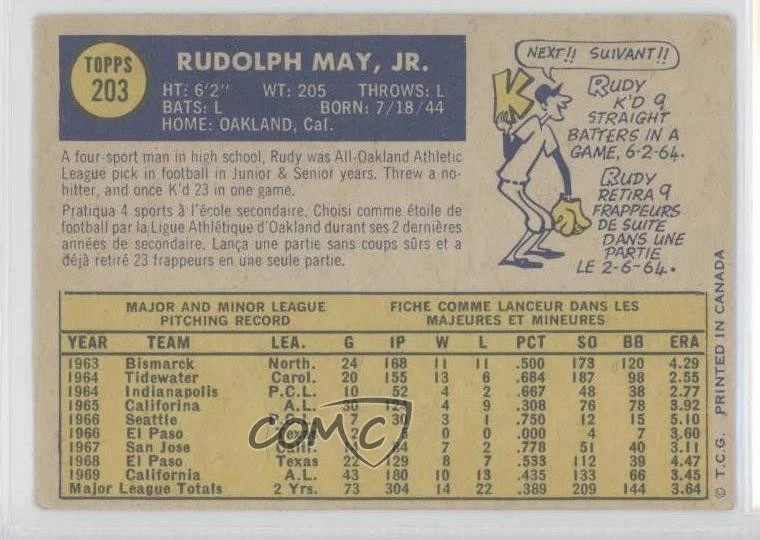 TOPPS
203
RUDOLPH MAY, JR.
HT: 6'2" WT: 205 THROWS: L
BATS: L BORN: 7/18/44
HOME: OAKLAND, Cal.
A four-sport man in high school, Rudy was All-Oakland Athletic
League pick in football in Junior & Senior years. Threw a no-
hitter, and once K'd 23 in one game.
Pratiqua 4 sports à l'école secondaire. Choisi comme étoile de
football par la Ligue Athlétique d'Oakland durant ses 2 dernières
années de secondaire. Lança une partie sans coups sûrs et a
déjà retiré 23 frappeurs en une seule partie.
NEXT!! SUIVANT!!
K
RUDY
K'D 9
STRAIGHT
BATTERS IN A
GAME, 6-2-64.
RUDY
RETIRA 9
FRAPPEURS
DE SUITE
DANS UNE
PARTIE
LE 2-6-64.
MAJOR AND MINOR LEAGUE
PITCHING RECORD
FICHE COMME LANCEUR DANS LES
MAJEURES ET MINEURES
YEAR TEAM LEA. G IP W L PCT SO BB ERA
1963 Bismarck North. 24 168 11 11 .500 173 120 4.29
1964 Tidewater Carol. 20 155 13 6 .684 187 98 2.55
1964 Indianapolis P.C.L. 10 52 4 2 .667 48 38 2.77
1965 California A.L. 30 124 4 9 .308 76 78 3.92
1966 Seattle 7 30 3 1 .750 12 15 5.10
1966 El Paso Texas 0 0 .000 4 7 3.60
1967 San Jose Calif. 7 2 .778 51 40 3.11
1968 El Paso Texas 22 129 8 7 .533 112 39 4.47
1969 California A.L. 43 180 10 13 .435 133 66 3.45
Major League Totals 2 Yrs. 73 304 14 22 .389 209 144 3.64
COMC
© T.C.G. PRINTED IN CANADA